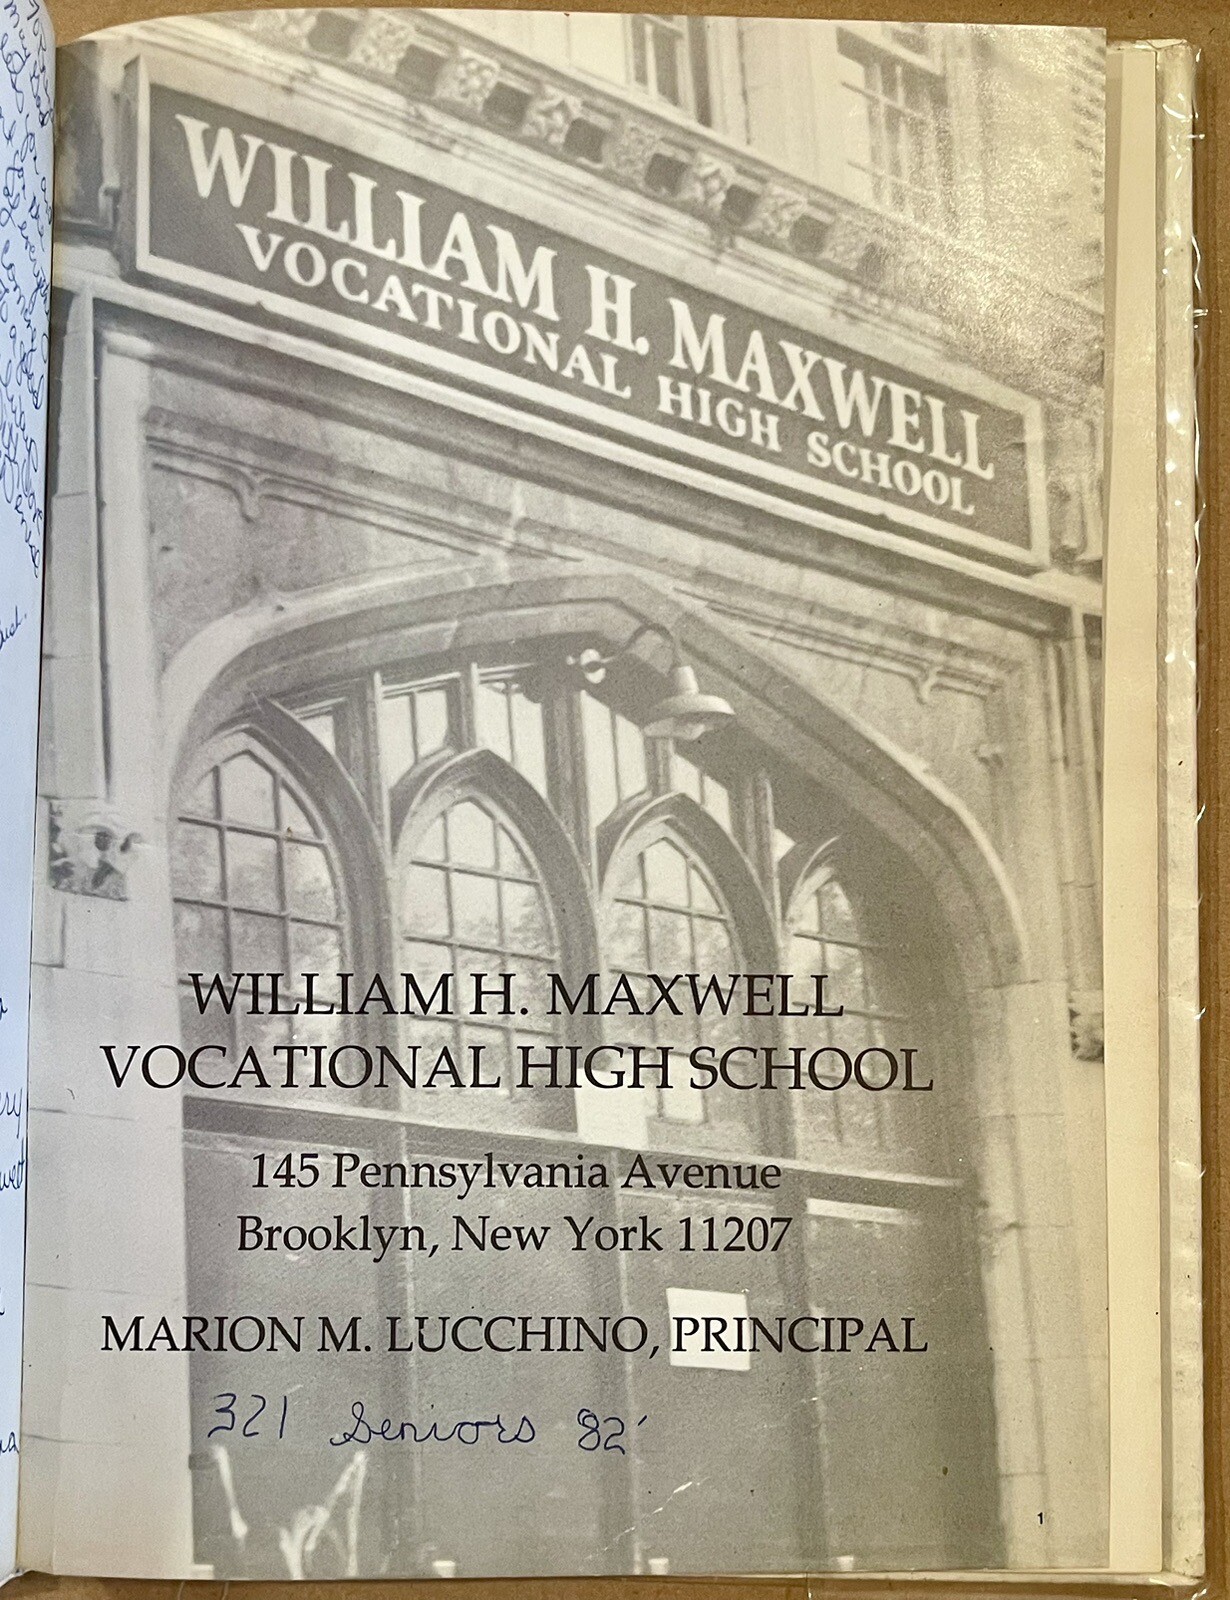 WILLIAM H. MAXWELL
VOCATIONAL HIGH SCHOOL
WILLIAM H. MAXWELL
VOCATIONAL HIGH SCHOOL
145 Pennsylvania Avenue
Brooklyn, New York 11207
MARION M. LUCCHINO, PRINCIPAL
321 Seniors 82'
1